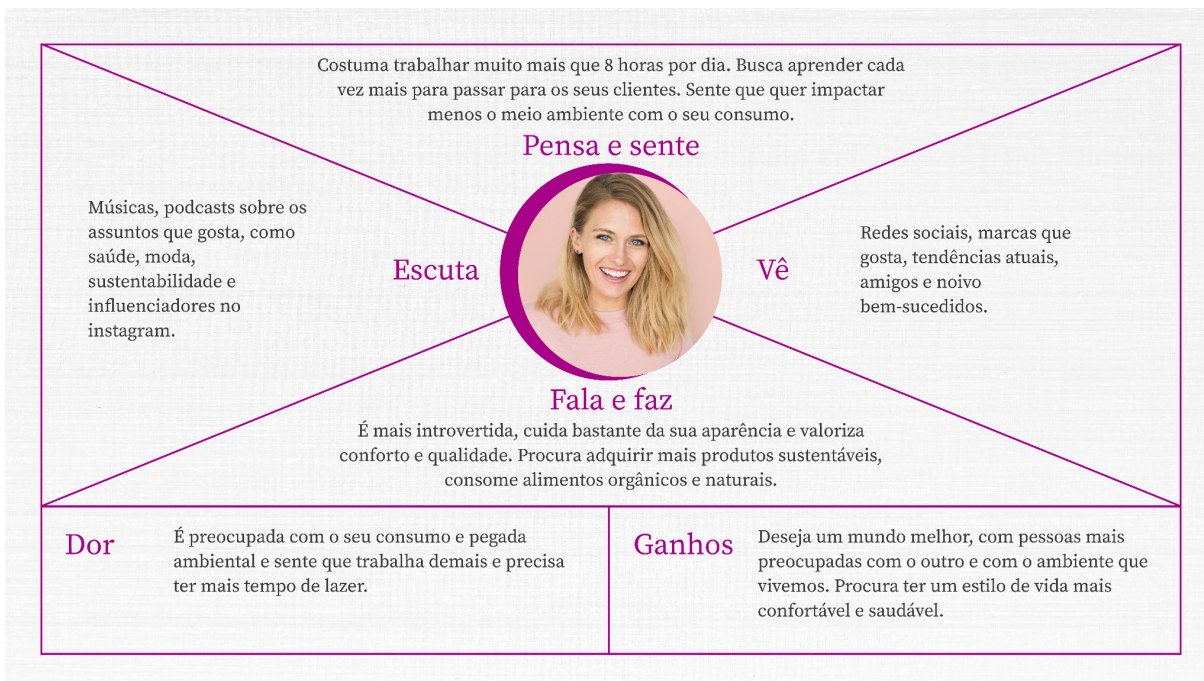 Costuma trabalhar muito mais que 8 horas por dia. Busca aprender cada
vez mais para passar para os seus clientes. Sente que quer impactar
menos o meio ambiente com o seu consumo.
Pensa e sente
Músicas, podcasts sobre os
assuntos que gosta, como
saúde, moda,
sustentabilidade e
influenciadores no
instagram.
Escuta
Vê
Redes sociais, marcas que
gosta, tendências atuais,
amigos e noivo
bem-sucedidos.
Fala e faz
É mais introvertida, cuida bastante da sua aparência e valoriza
conforto e qualidade. Procura adquirir mais produtos sustentáveis,
consome alimentos orgânicos e naturais.
Dor
É preocupada com o seu consumo e pegada
ambiental e sente que trabalha demais e precisa
ter mais tempo de lazer.
Ganhos
Deseja um mundo melhor, com pessoas mais
preocupadas com o outro e com o ambiente que
vivemos. Procura ter um estilo de vida mais
confortável e saudável.